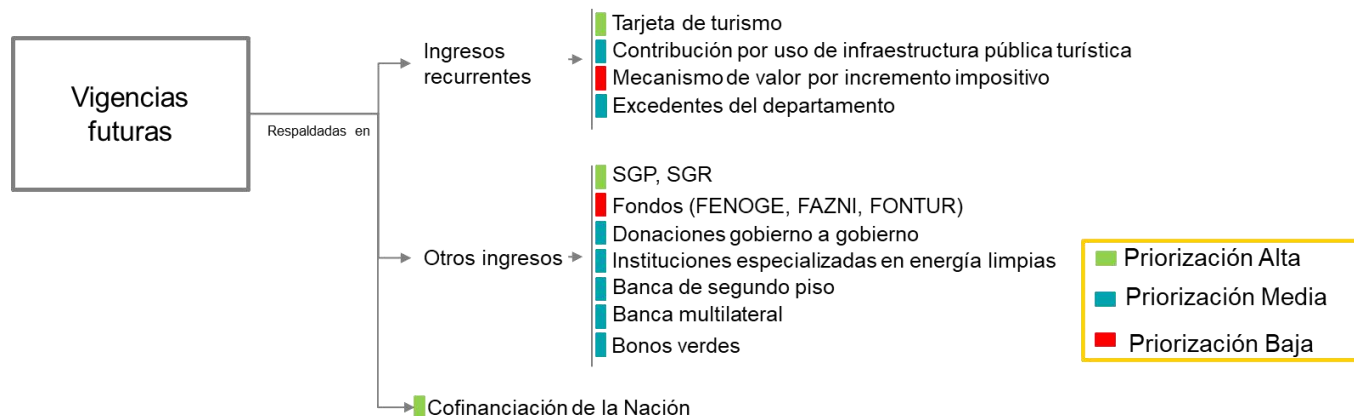 Vigencias
futuras
Respaldadas en
Ingresos
recurrentes
Tarjeta de turismo
Contribución por uso de infraestructura pública turística
Mecanismo de valor por incremento impositivo
Excedentes del departamento
Otros ingresos
SGP, SGR
Fondos (FENOGE, FAZNI, FONTUR)
Donaciones gobierno a gobierno
Instituciones especializadas en energía limpias
Banca de segundo piso
Banca multilateral
Bonos verdes
Cofinanciación de la Nación
Priorización Alta
Priorización Media
Priorización Baja